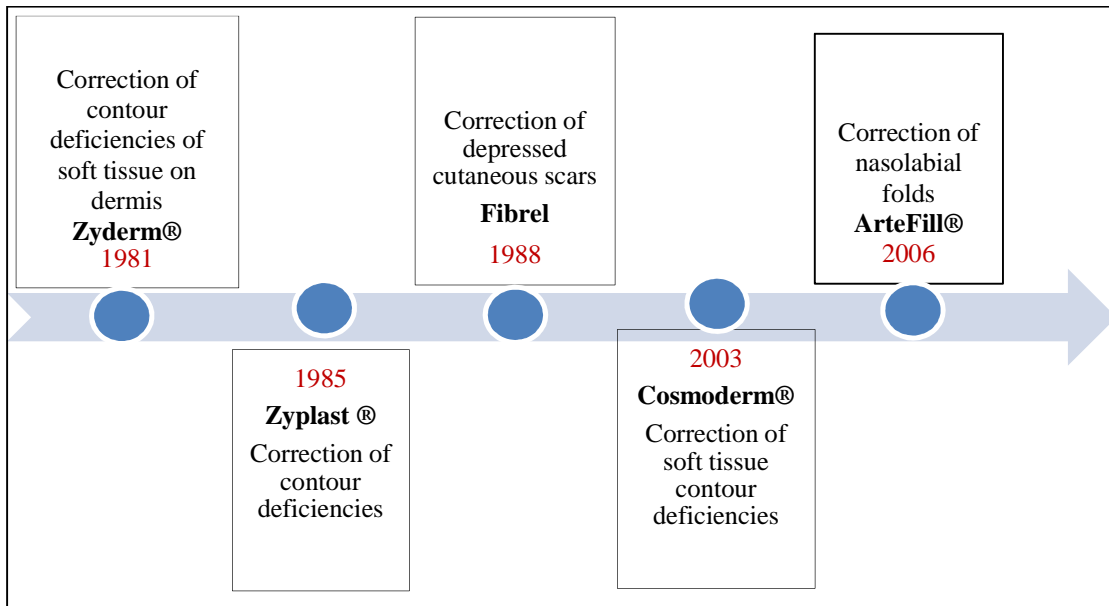 Correction of
contour
deficiencies of
soft tissue on
dermis
Zyderm®
1981
1985
Zyplast ®
Correction of
contour
deficiencies
Correction of
depressed
cutaneous scars
Fibrel
1988
2003
Cosmoderm®
Correction of
soft tissue
contour
deficiencies
Correction of
nasolabial
folds
ArteFill®
2006